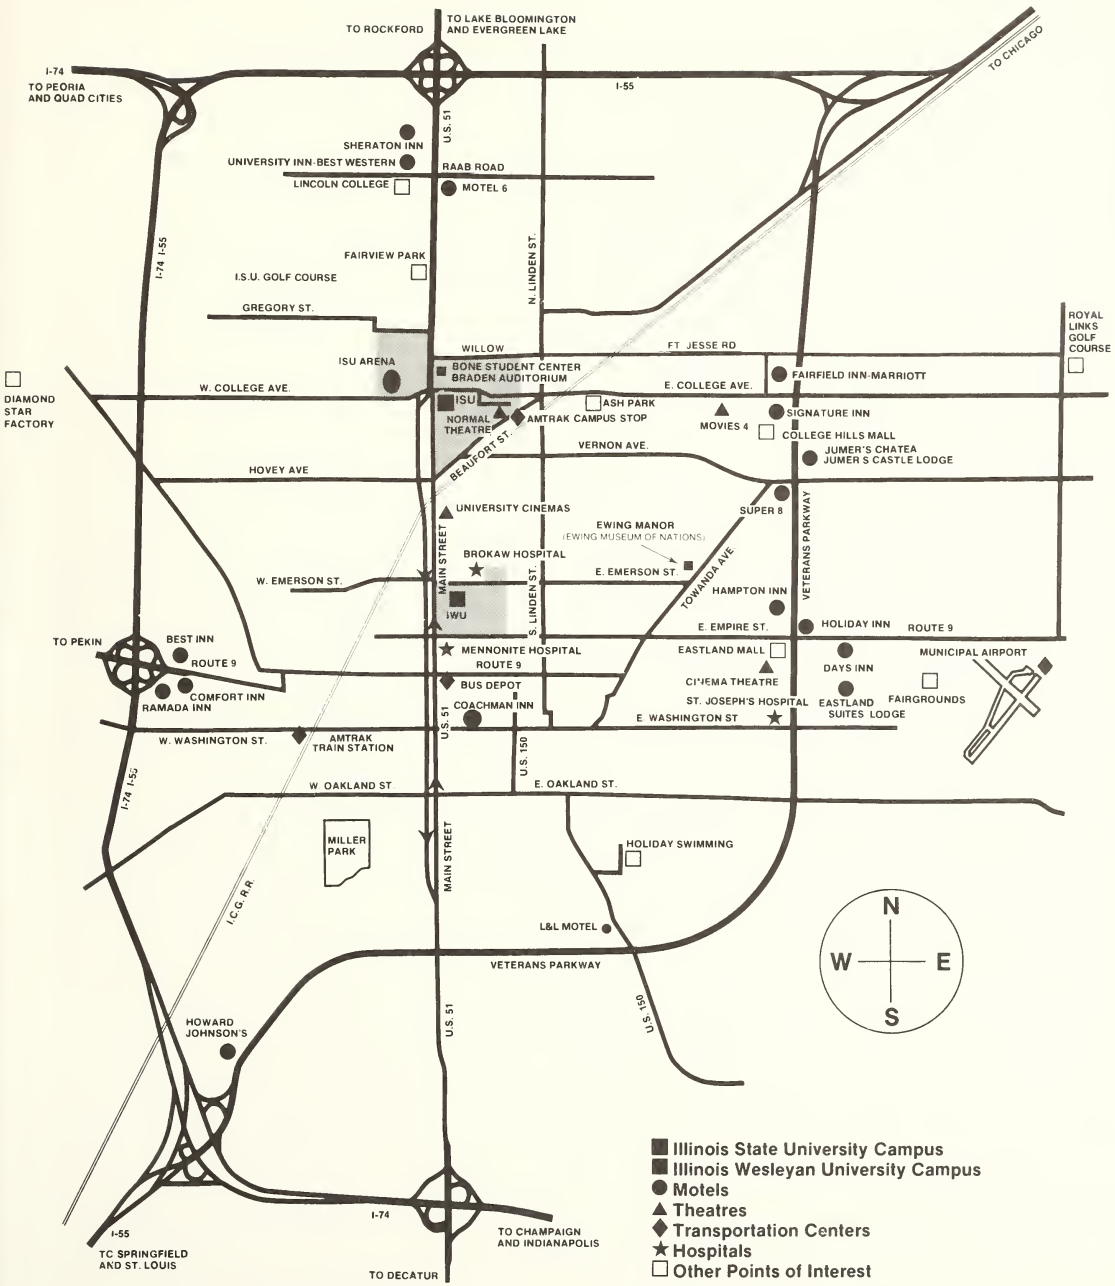 TO ROCKFORD
TO LAKE BLOOMINGTON
AND EVERGREEN LAKE
TO CHICAGO
I-74
TO PEORIA
AND QUAD CITIES
I-55
U.S. 51
SHERATON INN
UNIVERSITY INN-BEST WESTERN
RAAB ROAD
LINCOLN COLLEGE
MOTEL 6
I-74 I-55
N. LINDEN ST.
FAIRVIEW PARK
I.S.U. GOLF COURSE
GREGORY ST.
ROYAL
LINKS
GOLF
COURSE
WILLOW
FT JESSE RD
ISU ARENA
BONE STUDENT CENTER
BRADEN AUDITORIUM
FAIRFIELD INN-MARRIOTT
DIAMOND
STAR
FACTORY
W. COLLEGE AVE.
E. COLLEGE AVE.
ISU
ASH PARK
SIGNATURE INN
NORMAL
THEATRE
AMTRAK CAMPUS STOP
MOVIES 4
COLLEGE HILLS MALL
BEAUFORT ST.
VERNON AVE.
JUMER'S CHATEA
JUMER S CASTLE LODGE
HOVEY AVE
UNIVERSITY CINEMAS
SUPER 8
VETERANS PARKWAY
EWING MANOR
(EWING MUSEUM OF NATIONS)
MAIN STREET
BROKAW HOSPITAL
W. EMERSON ST.
E. EMERSON ST.
TOWANDA AVE.
HAMPTON INN
IWU
S. LINDEN ST.
E. EMPIRE ST.
HOLIDAY INN
ROUTE 9
TO PEKIN
BEST INN
ROUTE 9
MENNONITE HOSPITAL
ROUTE 9
EASTLAND MALL
DAYS INN
MUNICIPAL AIRPORT
COMFORT INN
RAMADA INN
BUS DEPOT
CINEMA THEATRE
COACHMAN INN
ST. JOSEPH'S HOSPITAL
EASTLAND
SUITES LODGE
FAIRGROUNDS
U.S. 51
E WASHINGTON ST
W. WASHINGTON ST.
AMTRAK
TRAIN STATION
U.S. 150
I-74 I-55
W OAKLAND ST
E. OAKLAND ST.
MILLER
PARK
MAIN STREET
HOLIDAY SWIMMING
I.C.G. R.R.
L&L MOTEL
N
W E
S
VETERANS PARKWAY
U.S. 51
U.S. 150
HOWARD
JOHNSON'S
Illinois State University Campus
Illinois Wesleyan University Campus
Motels
Theatres
Transportation Centers
Hospitals
Other Points of Interest
I-74
I-55
TO SPRINGFIELD
AND ST. LOUIS
TO CHAMPAIGN
AND INDIANAPOLIS
TO DECATUR